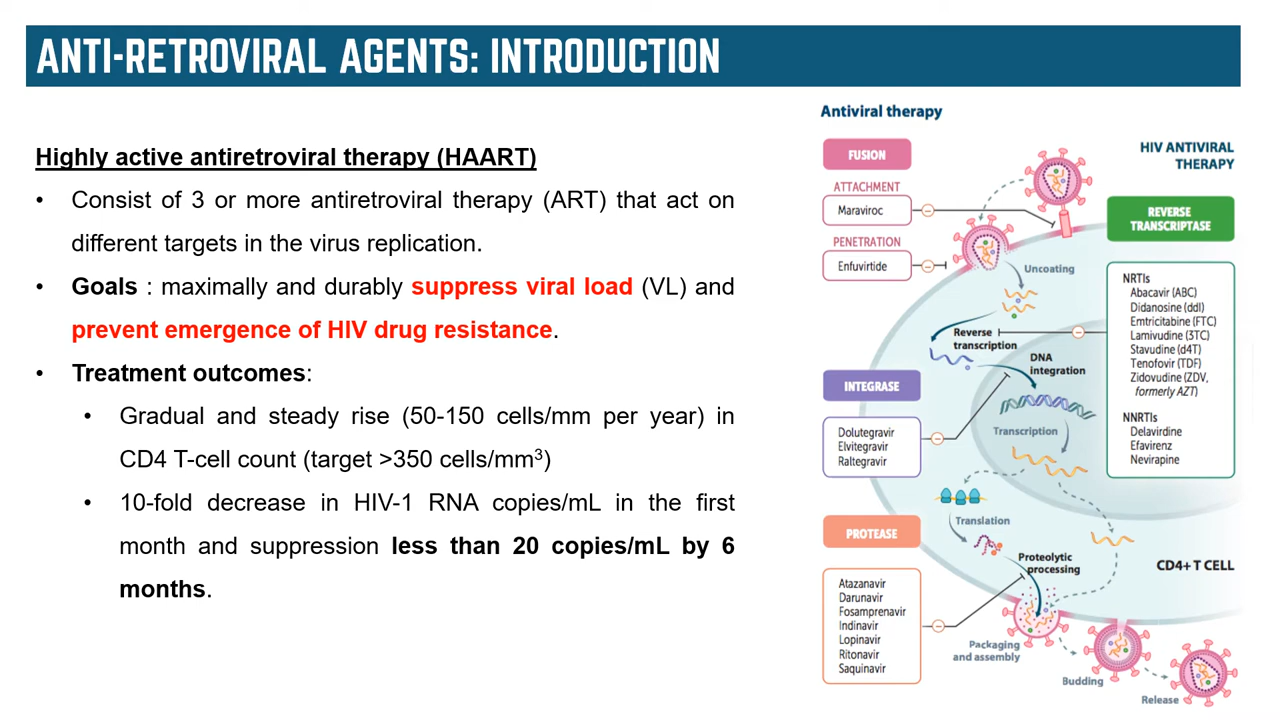 ANTI-RETROVIRAL AGENTS: INTRODUCTION
Highly active antiretroviral therapy (HAART)
• Consist of 3 or more antiretroviral therapy (ART) that act on
different targets in the virus replication.
• Goals : maximally and durably suppress viral load (VL) and
prevent emergence of HIV drug resistance.
• Treatment outcomes:
• Gradual and steady rise (50-150 cells/mm per year) in
CD4 T-cell count (target >350 cells/mm³)
• 10-fold decrease in HIV-1 RNA copies/mL in the first
month and suppression less than 20 copies/mL by 6
months.
Antiviral therapy
HIV ANTIVIRAL
THERAPY
FUSION
ATTACHMENT
Maraviroc
PENETRATION
Enfuvirtide
Uncoating
Reverse
transcription
DNA
integration
Transcription
REVERSE
TRANSCRIPTASE
NRTIs
Abacavir (ABC)
Didanosine (ddI)
Emtricitabine (FTC)
Lamivudine (3TC)
Stavudine (d4T)
Tenofovir (TDF)
Zidovudine (ZDV,
formerly AZT)
NNRTIs
Delavirdine
Efavirenz
Nevirapine
INTEGRASE
Dolutegravir
Elvitegravir
Raltegravir
Translation
Proteolytic
processing
CD4+ T CELL
PROTEASE
Atazanavir
Darunavir
Fosamprenavir
Indinavir
Lopinavir
Ritonavir
Saquinavir
Packaging
and assembly
Budding
Release